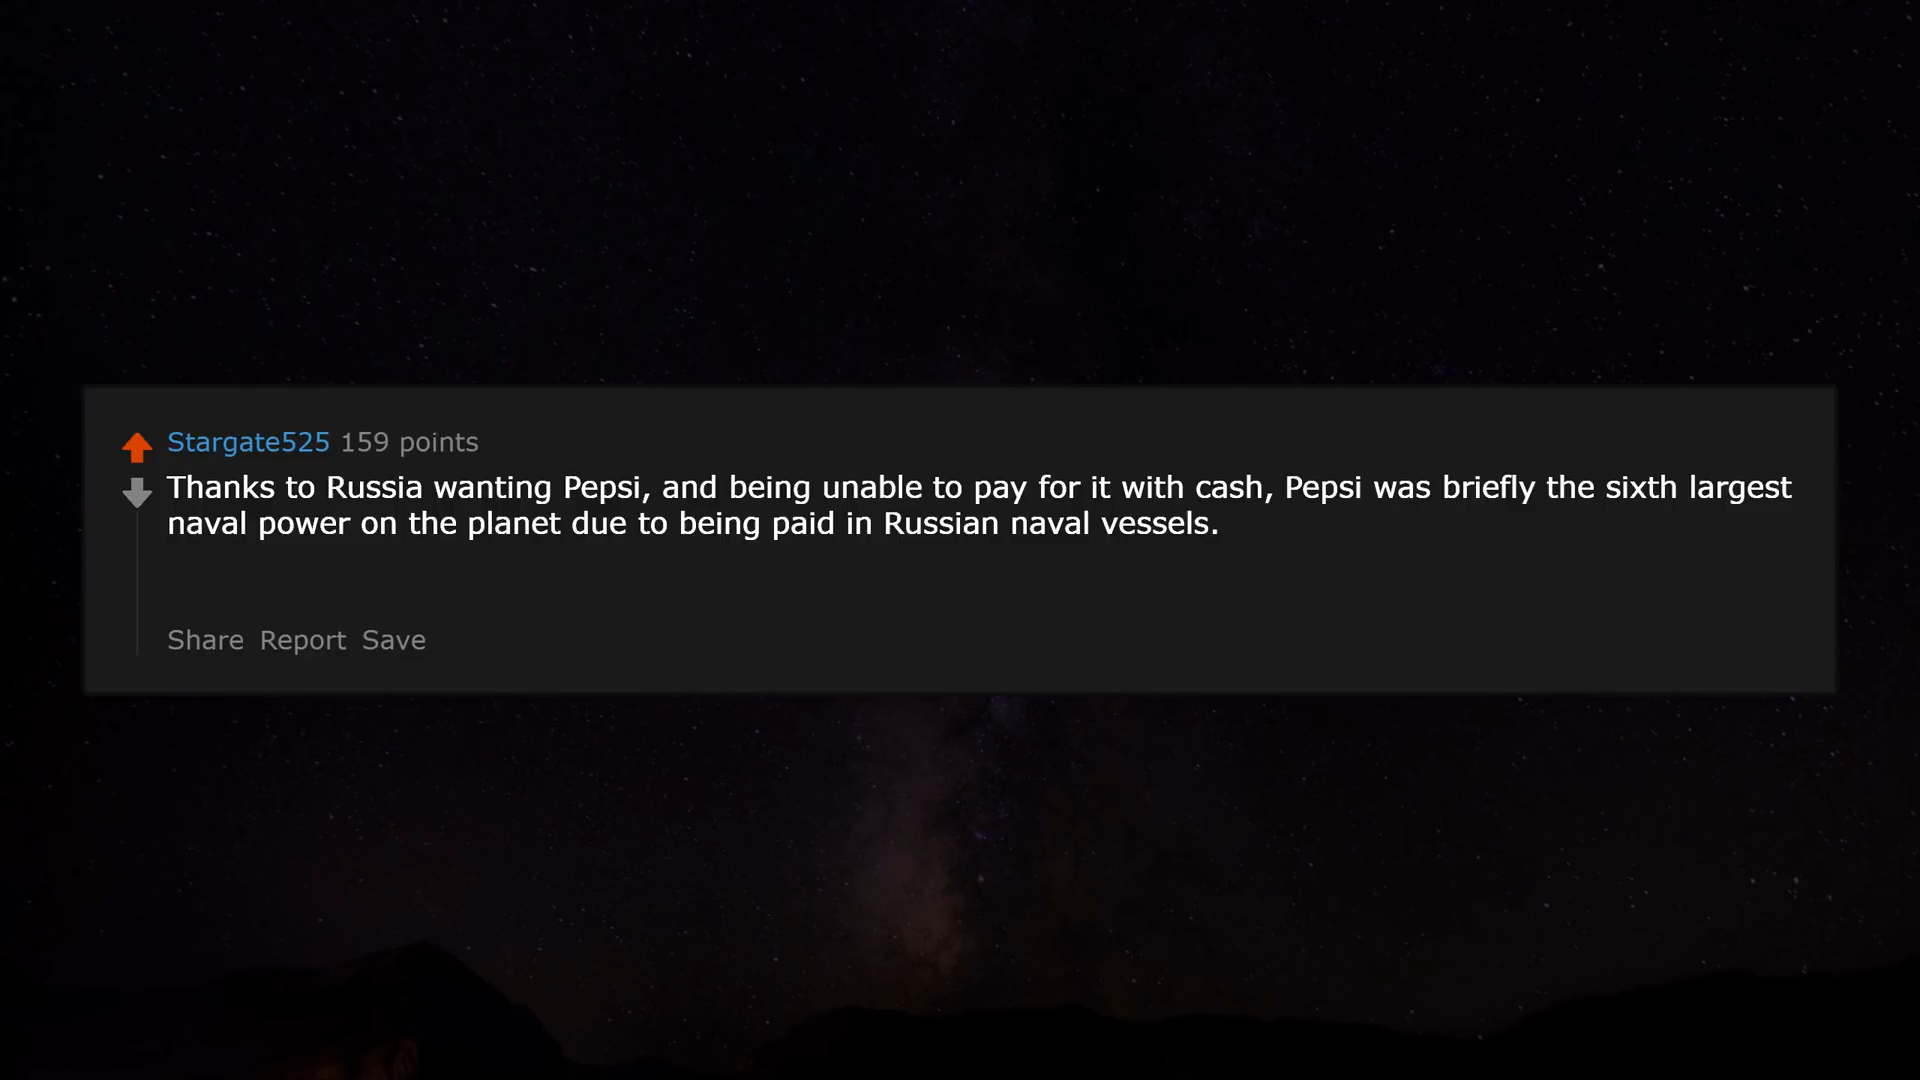 Stargate525 159 points
Thanks to Russia wanting Pepsi, and being unable to pay for it with cash, Pepsi was briefly the sixth largest
naval power on the planet due to being paid in Russian naval vessels.
Share Report Save